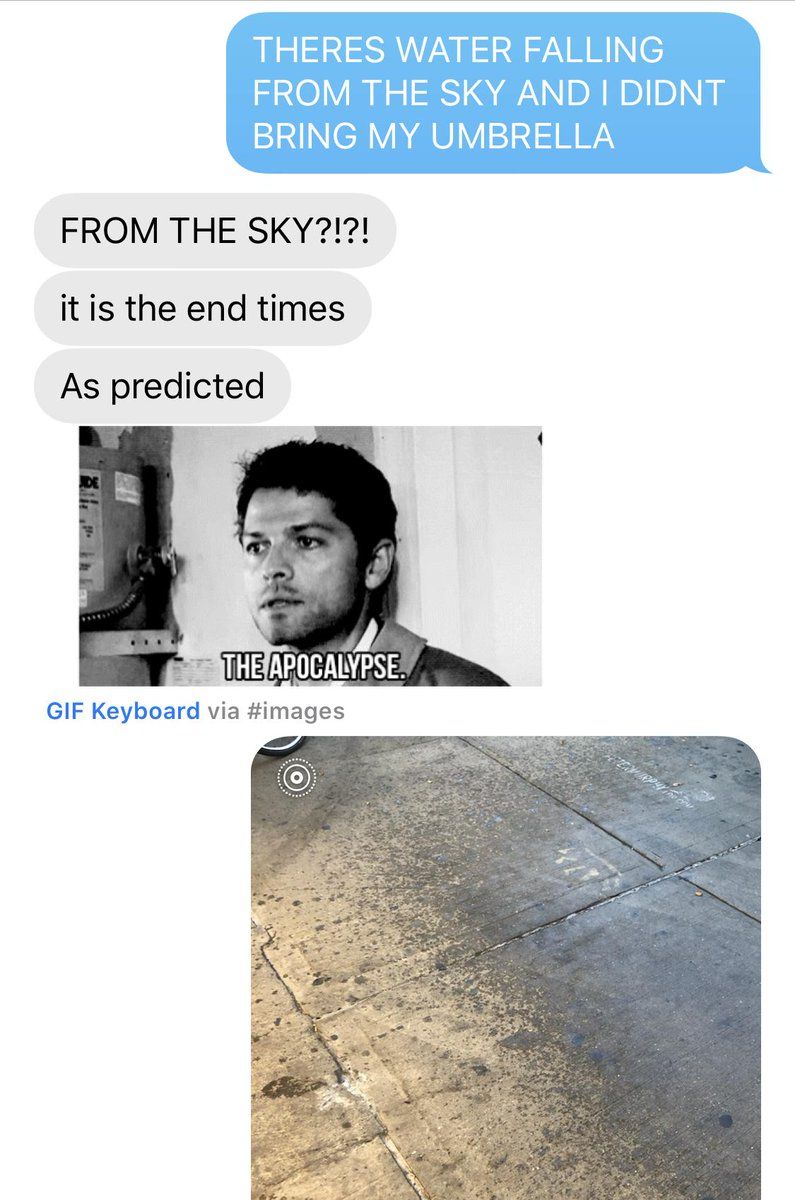 THERES WATER FALLING
FROM THE SKY AND I DIDNT
BRING MY UMBRELLA
FROM THE SKY?!?!
it is the end times
As predicted
THE APOCALYPSE.
GIF Keyboard via #images